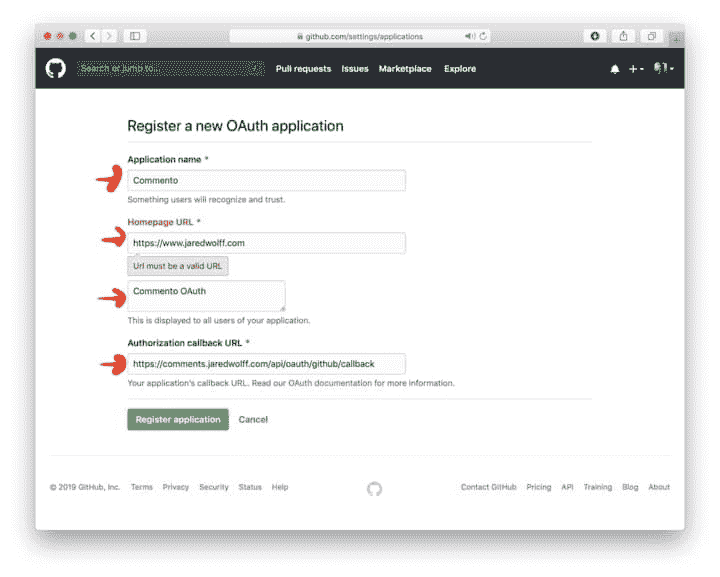 github.com/settings/applications
Search or jump to...
/
Pull requests Issues Marketplace Explore
Register a new OAuth application
Application name *
Commento
Something users will recognize and trust.
Homepage URL *
https://www.jaredwolff.com
Url must be a valid URL
Commento OAuth
This is displayed to all users of your application.
Authorization callback URL *
https://comments.jaredwolff.com/api/oauth/github/callback
Your application's callback URL. Read our OAuth documentation for more information.
Register application Cancel
© 2019 GitHub, Inc. Terms Privacy Security Status Help Contact GitHub Pricing API Training Blog About